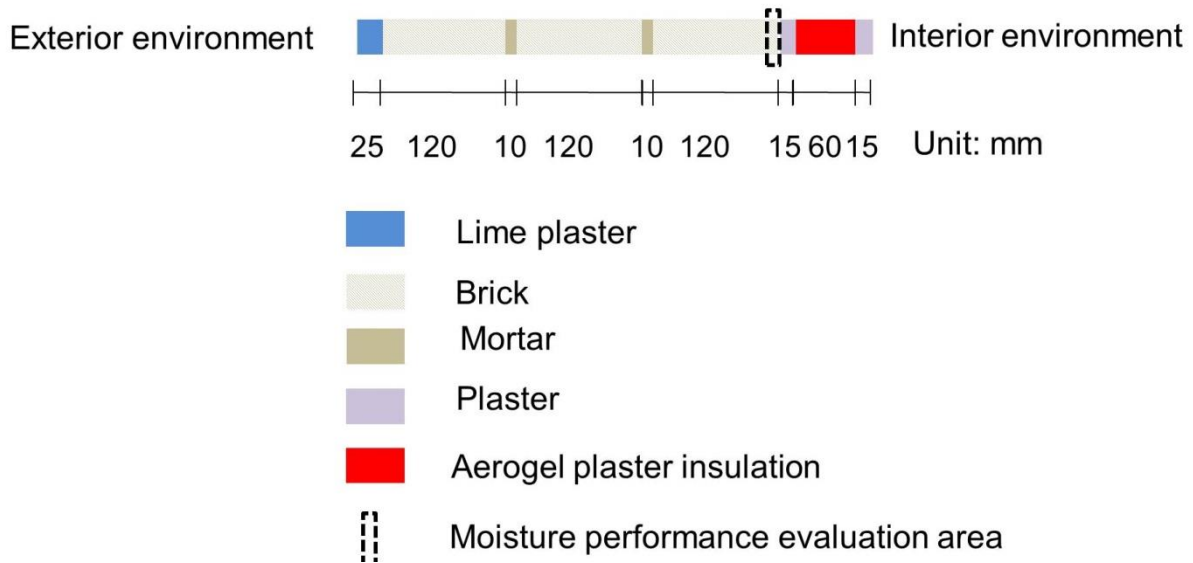 Exterior environment Interior environment
25 120 10 120 10 120 15 60 15 Unit: mm
Lime plaster
Brick
Mortar
Plaster
Aerogel plaster insulation
Moisture performance evaluation area